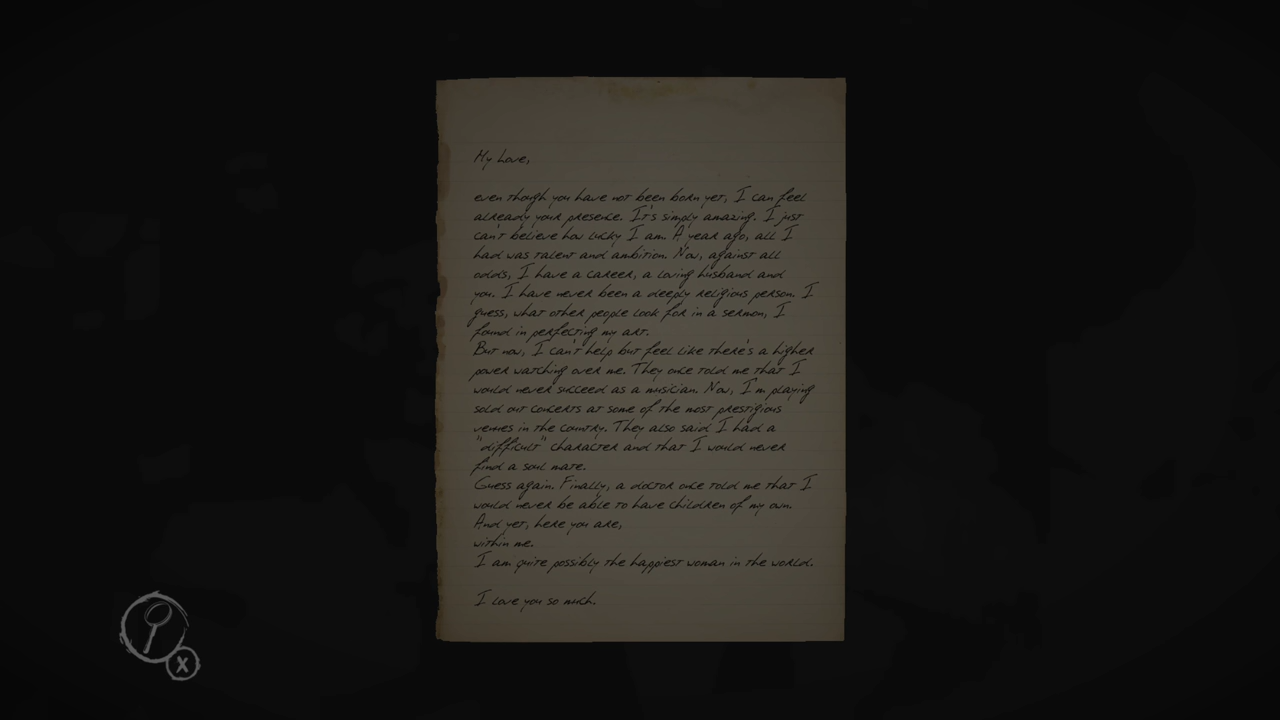 My Love,
even though you have not been born yet, I can feel
already your presence. It's simply amazing. I just
can't believe how lucky I am. A year ago, all I
had was talent and ambition. Now, against all
odds, I have a career, a loving husband and
you. I have never been a deeply religious person. I
guess, what other people look for in a sermon, I
found in perfecting my art.
But now, I can't help but feel like there's a higher
power watching over me. They once told me that I
would never succeed as a musician. Now, I'm playing
sold out concerts at some of the most prestigious
venues in the country. They also said I had a
"difficult" character and that I would never
find a soul mate.
Guess again. Finally, a doctor once told me that I
would never be able to have children of my own.
And yet, here you are,
within me.
I am quite possibly the happiest woman in the world.
I love you so much.
X